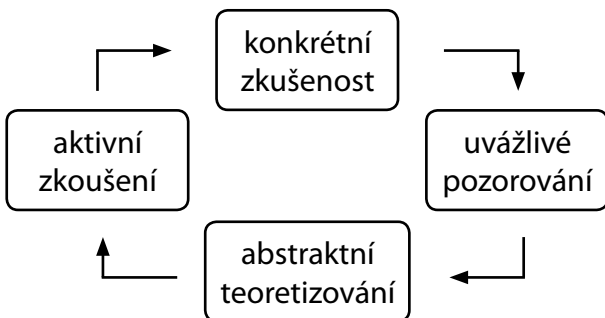 konkrétní
zkušenost
aktivní
zkoušení
uvážlivé
pozorování
abstraktní
teoretizování